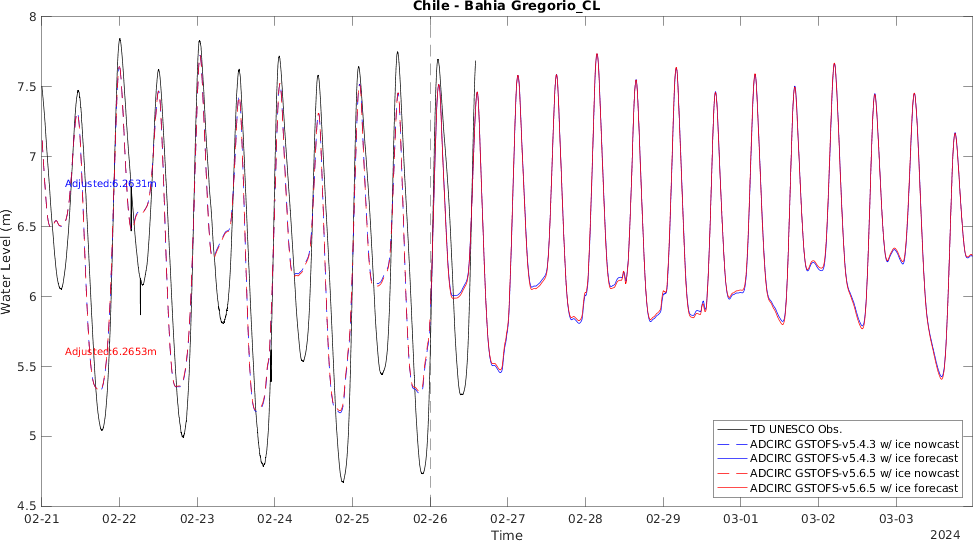 Chile - Bahia Gregorio_CL
8
7.5
7
6.5
6
5.5
5
4.5
Water Level (m)
Adjusted:6.2631m
Adjusted:6.2653m
TD UNESCO Obs.
ADCIRC GSTOFS-v5.4.3 w/ ice nowcast
ADCIRC GSTOFS-v5.4.3 w/ ice forecast
ADCIRC GSTOFS-v5.6.5 w/ ice nowcast
ADCIRC GSTOFS-v5.6.5 w/ ice forecast
02-21 02-22 02-23 02-24 02-25 02-26 02-27 02-28 02-29 03-01 03-02 03-03
Time
2024